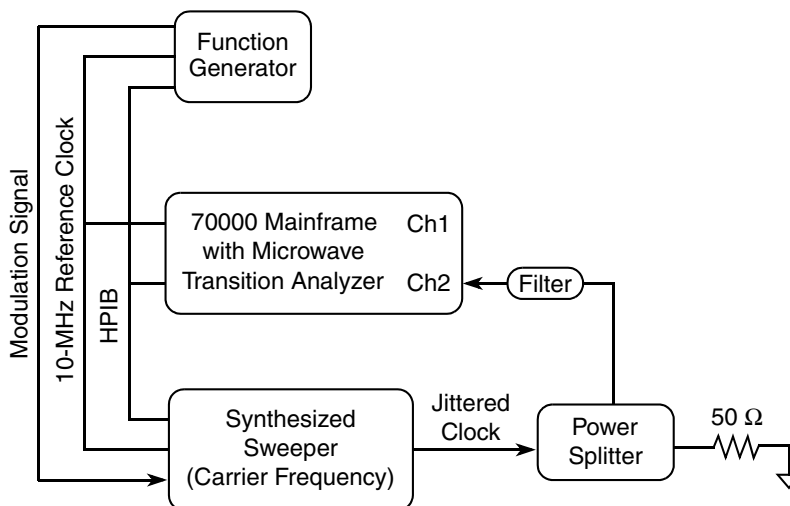 Function
Generator
Modulation Signal
10-MHz Reference Clock
HPIB
70000 Mainframe
with Microwave
Transition Analyzer
Ch1
Ch2
Filter
Synthesized
Sweeper
(Carrier Frequency)
Jittered
Clock
Power
Splitter
50 Ω